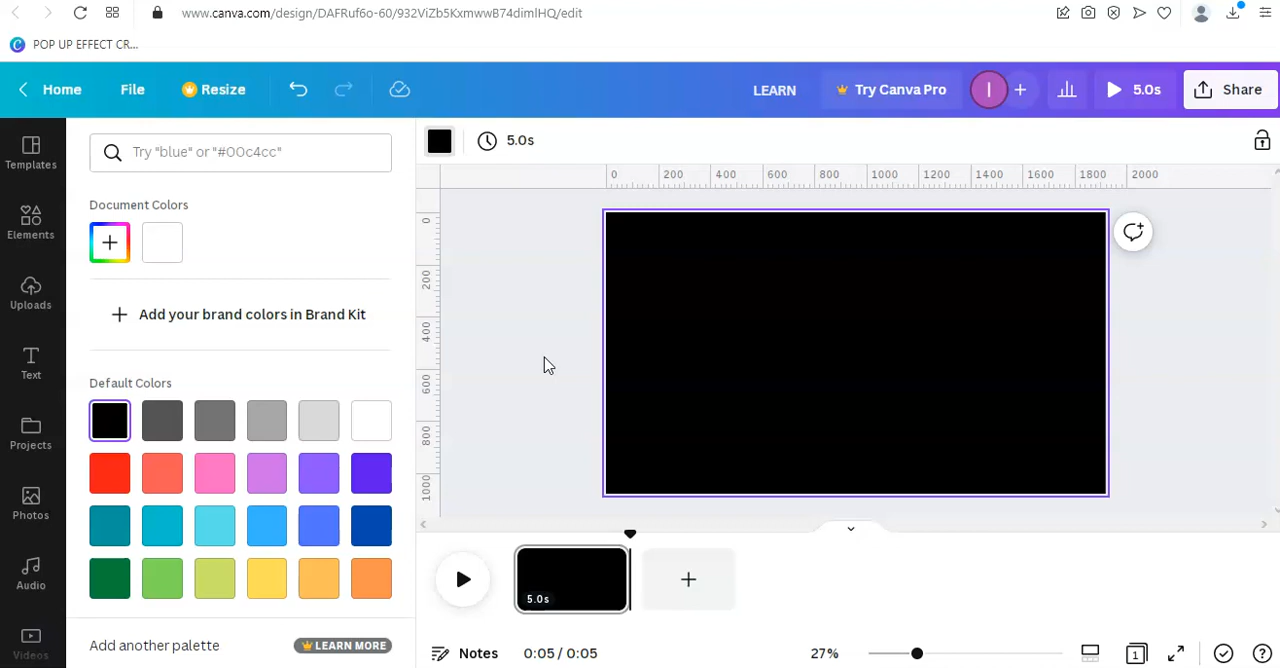 www.canva.com/design/DAFRuf6o-60/932ViZb5KxmwwB74dimlHQ/edit
POP UP EFFECT CR...
Home File Resize LEARN Try Canva Pro I 5.0s Share
Templates
Elements
Uploads
Text
Projects
Photos
Audio
Videos
Try "blue" or "#00c4cc"
Document Colors
Add your brand colors in Brand Kit
Default Colors
Add another palette LEARN MORE
5.0s
0 200 400 600 800 1000 1200 1400 1600 1800 2000
0
200
400
600
800
1000
5.0s
Notes 0:05 / 0:05 27% 1